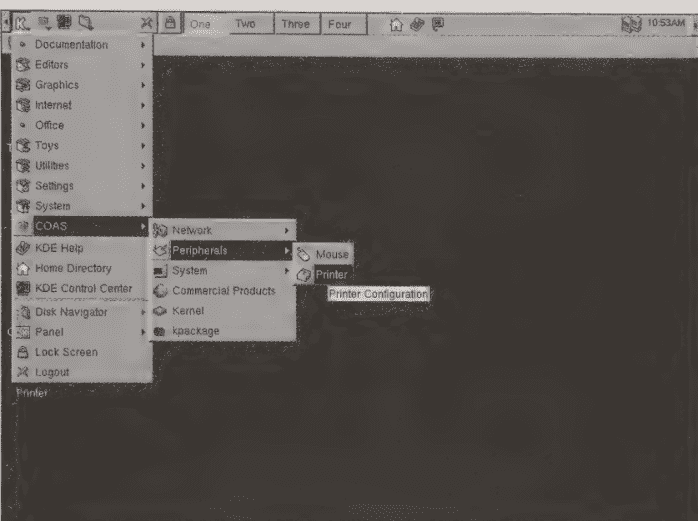 One Two Three Four 10:53AM
Documentation
Editors
Graphics
Internet
Office
Toys
Utilities
Settings
System
COAS
KDE Help
Home Directory
KDE Control Center
Disk Navigator
Panel
Lock Screen
Logout
Network
Peripherals
System
Commercial Products
Kernel
kpackage
Mouse
Printer
Printer Configuration
Printer